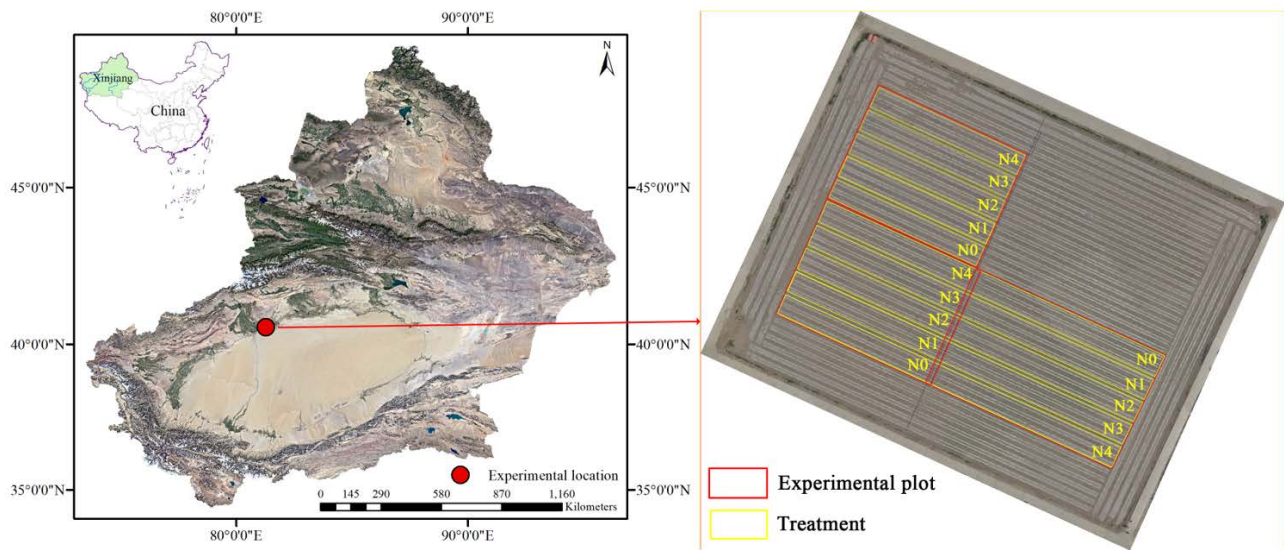 80°0'0"E 90°0'0"E
N
Xinjiang
China
45°0'0"N 45°0'0"N
40°0'0"N 40°0'0"N
35°0'0"N 35°0'0"N
Experimental location
0 145 290 580 870 1,160
Kilometers
80°0'0"E 90°0'0"E
N4
N3
N2
N1
N0
N4
N3
N2
N1
N0
N0
N1
N2
N3
N4
Experimental plot
Treatment